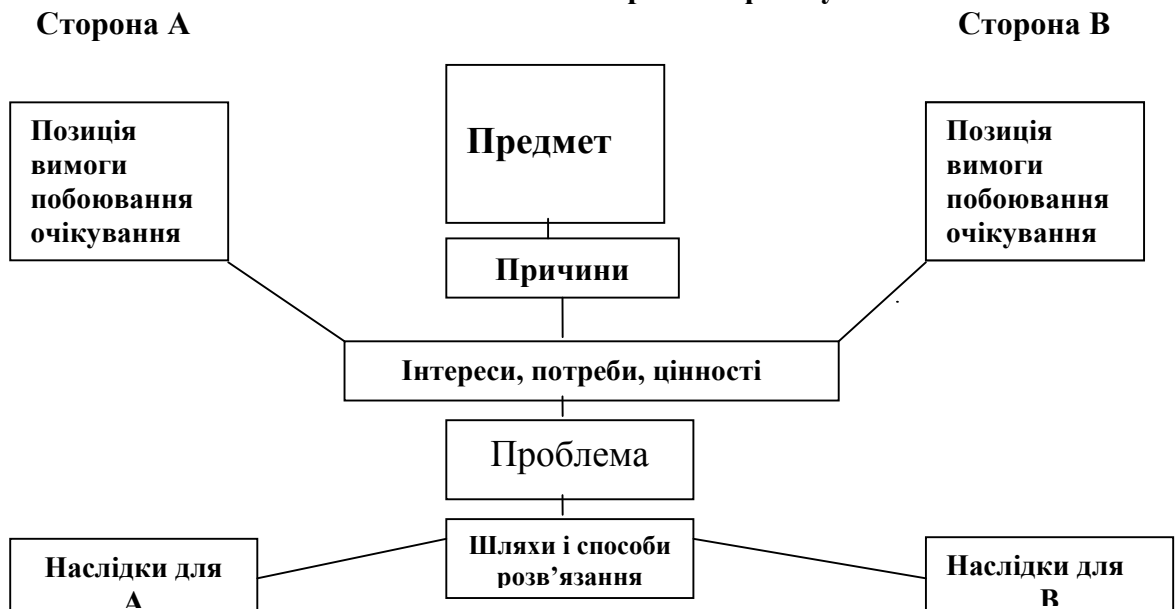 Сторона А
Сторона В
Позиція
вимоги
побоювання
очікування
Предмет
Позиція
вимоги
побоювання
очікування
Причини
Інтереси, потреби, цінності
Проблема
Шляхи і способи
розв’язання
Наслідки для
А
Наслідки для
В